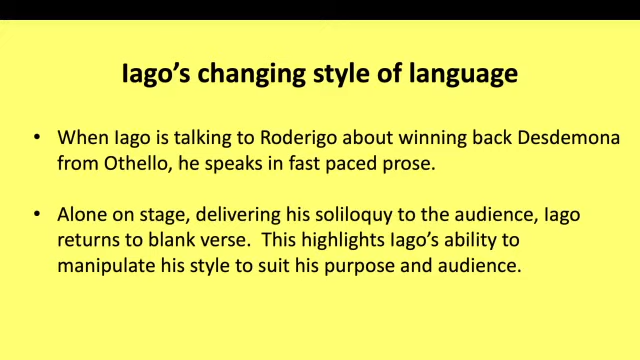 Iago’s changing style of language
• When Iago is talking to Roderigo about winning back Desdemona
from Othello, he speaks in fast paced prose.
• Alone on stage, delivering his soliloquy to the audience, Iago
returns to blank verse.  This highlights Iago’s ability to
manipulate his style to suit his purpose and audience.